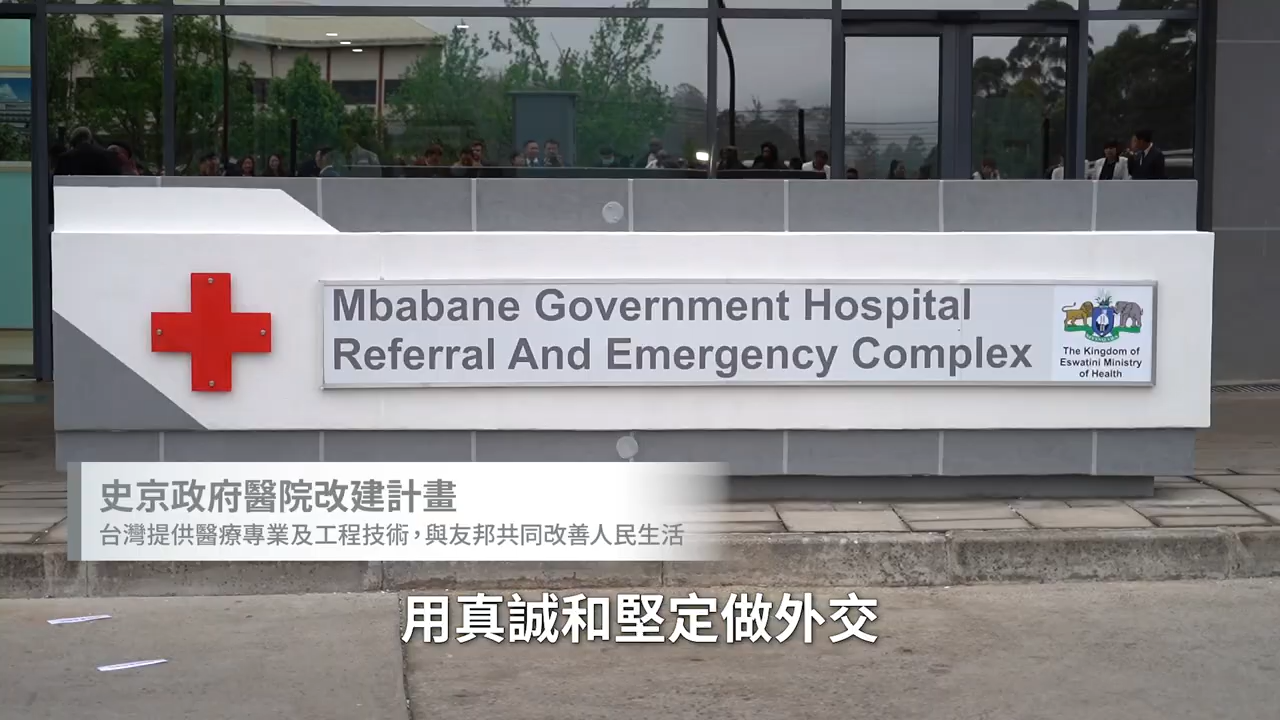 Mbabane Government Hospital
Referral And Emergency Complex
The Kingdom of
Eswatini Ministry
of Health
史京政府醫院改建計畫
台灣提供醫療專業及工程技術，與友邦共同改善人民生活
用真誠和堅定做外交